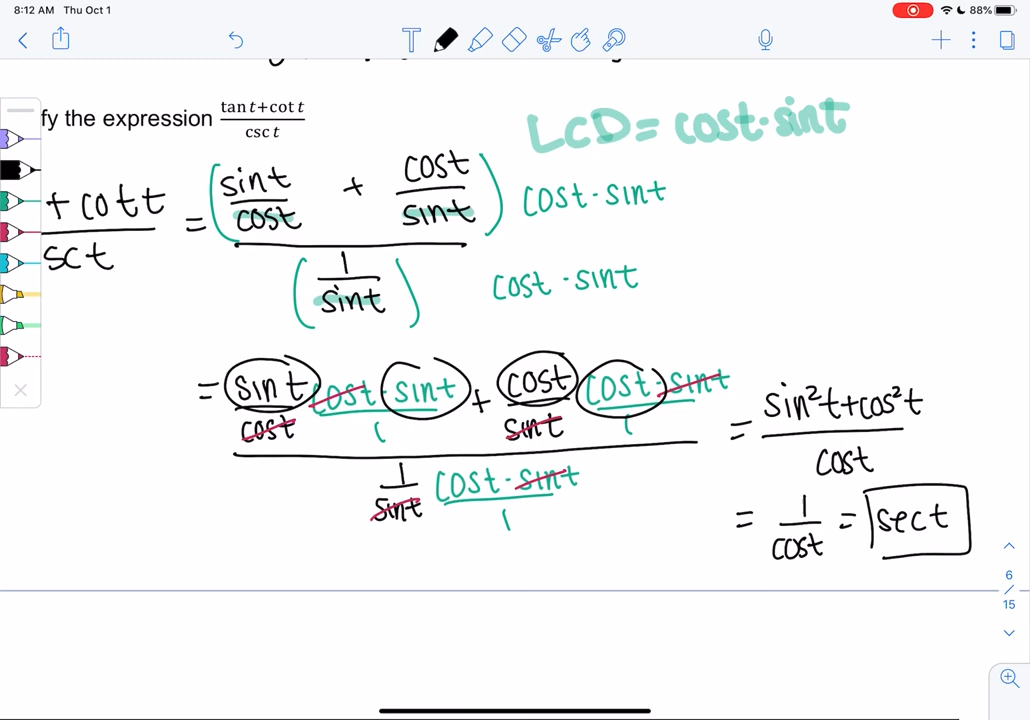 8:12 AM Thu Oct 1
88%
fy the expression (tan t+cot t)/(csc t)
LCD = cost·sint
+ cott / sct = (sint/cost + cost/sint) cost·sint
(1/sint) cost·sint
= sint/cost cost·sint/1 + cost/sint cost·sint/1
1/sint cost·sint/1
= sin²t+cos²t / cost
= 1/cost = sect
6
/
15